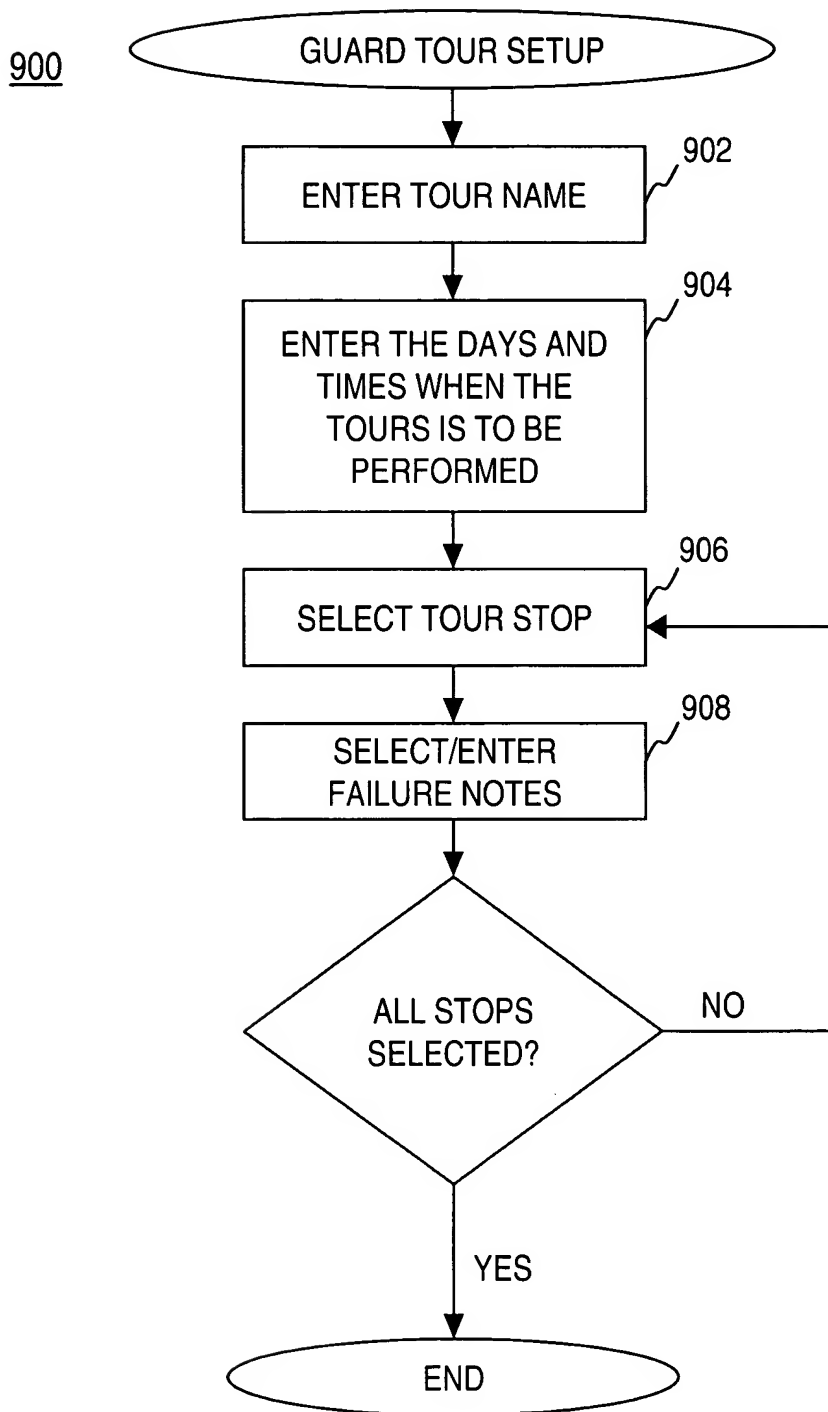 GUARD TOUR SETUP
900
902
ENTER TOUR NAME
904
ENTER THE DAYS AND
TIMES WHEN THE
TOURS IS TO BE
PERFORMED
906
SELECT TOUR STOP
908
SELECT/ENTER
FAILURE NOTES
ALL STOPS
SELECTED?
NO
YES
END